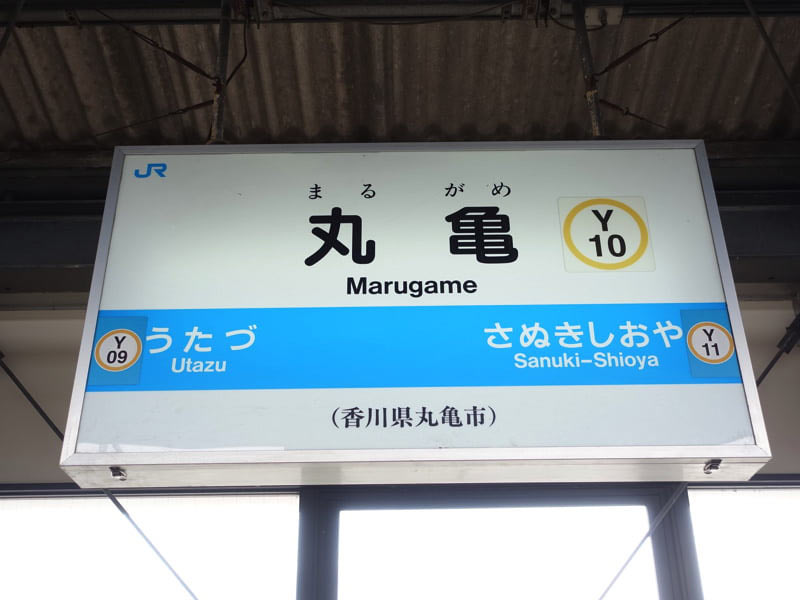 JR
まるがめ
丸亀
Marugame
Y
10
Y
09
うたづ
Utazu
さぬきしおや
Sanuki–Shioya
Y
11
（香川県丸亀市）